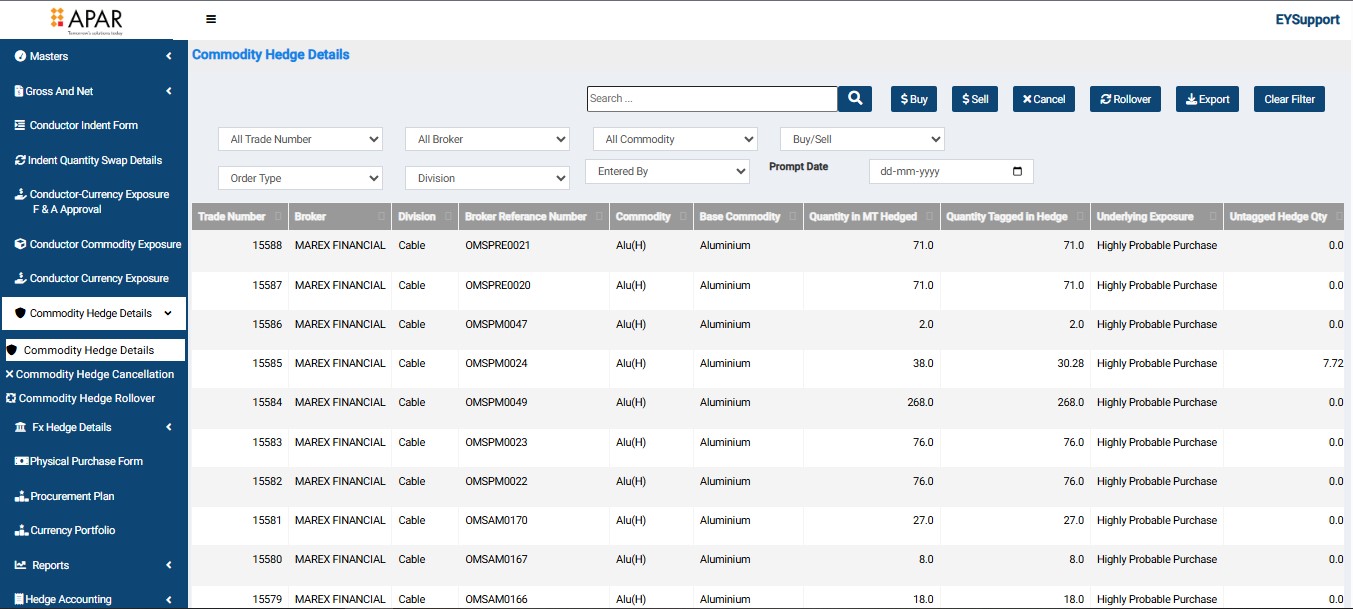 APAR
Tomorrow's solutions today
EYSupport
Masters
Gross And Net
Conductor Indent Form
Indent Quantity Swap Details
Conductor-Currency Exposure
F & A Approval
Conductor Commodity Exposure
Conductor Currency Exposure
Commodity Hedge Details
Commodity Hedge Details
Commodity Hedge Cancellation
Commodity Hedge Rollover
Fx Hedge Details
Physical Purchase Form
Procurement Plan
Currency Portfolio
Reports
Hedge Accounting
Commodity Hedge Details
Search ... $ Buy $ Sell Cancel Rollover Export Clear Filter
All Trade Number All Broker All Commodity Buy/Sell
Order Type Division Entered By Prompt Date dd-mm-yyyy
Trade Number Broker Division Broker Referance Number Commodity Base Commodity Quantity in MT Hedged Quantity Tagged in Hedge Underlying Exposure Untagged Hedge Qty
15588 MAREX FINANCIAL Cable OMSPRE0021 Alu(H) Aluminium 71.0 71.0 Highly Probable Purchase 0.0
15587 MAREX FINANCIAL Cable OMSPRE0020 Alu(H) Aluminium 71.0 71.0 Highly Probable Purchase 0.0
15586 MAREX FINANCIAL Cable OMSPM0047 Alu(H) Aluminium 2.0 2.0 Highly Probable Purchase 0.0
15585 MAREX FINANCIAL Cable OMSPM0024 Alu(H) Aluminium 38.0 30.28 Highly Probable Purchase 7.72
15584 MAREX FINANCIAL Cable OMSPM0049 Alu(H) Aluminium 268.0 268.0 Highly Probable Purchase 0.0
15583 MAREX FINANCIAL Cable OMSPM0023 Alu(H) Aluminium 76.0 76.0 Highly Probable Purchase 0.0
15582 MAREX FINANCIAL Cable OMSPM0022 Alu(H) Aluminium 76.0 76.0 Highly Probable Purchase 0.0
15581 MAREX FINANCIAL Cable OMSAM0170 Alu(H) Aluminium 27.0 27.0 Highly Probable Purchase 0.0
15580 MAREX FINANCIAL Cable OMSAM0167 Alu(H) Aluminium 8.0 8.0 Highly Probable Purchase 0.0
15579 MAREX FINANCIAL Cable OMSAM0166 Alu(H) Aluminium 18.0 18.0 Highly Probable Purchase 0.0